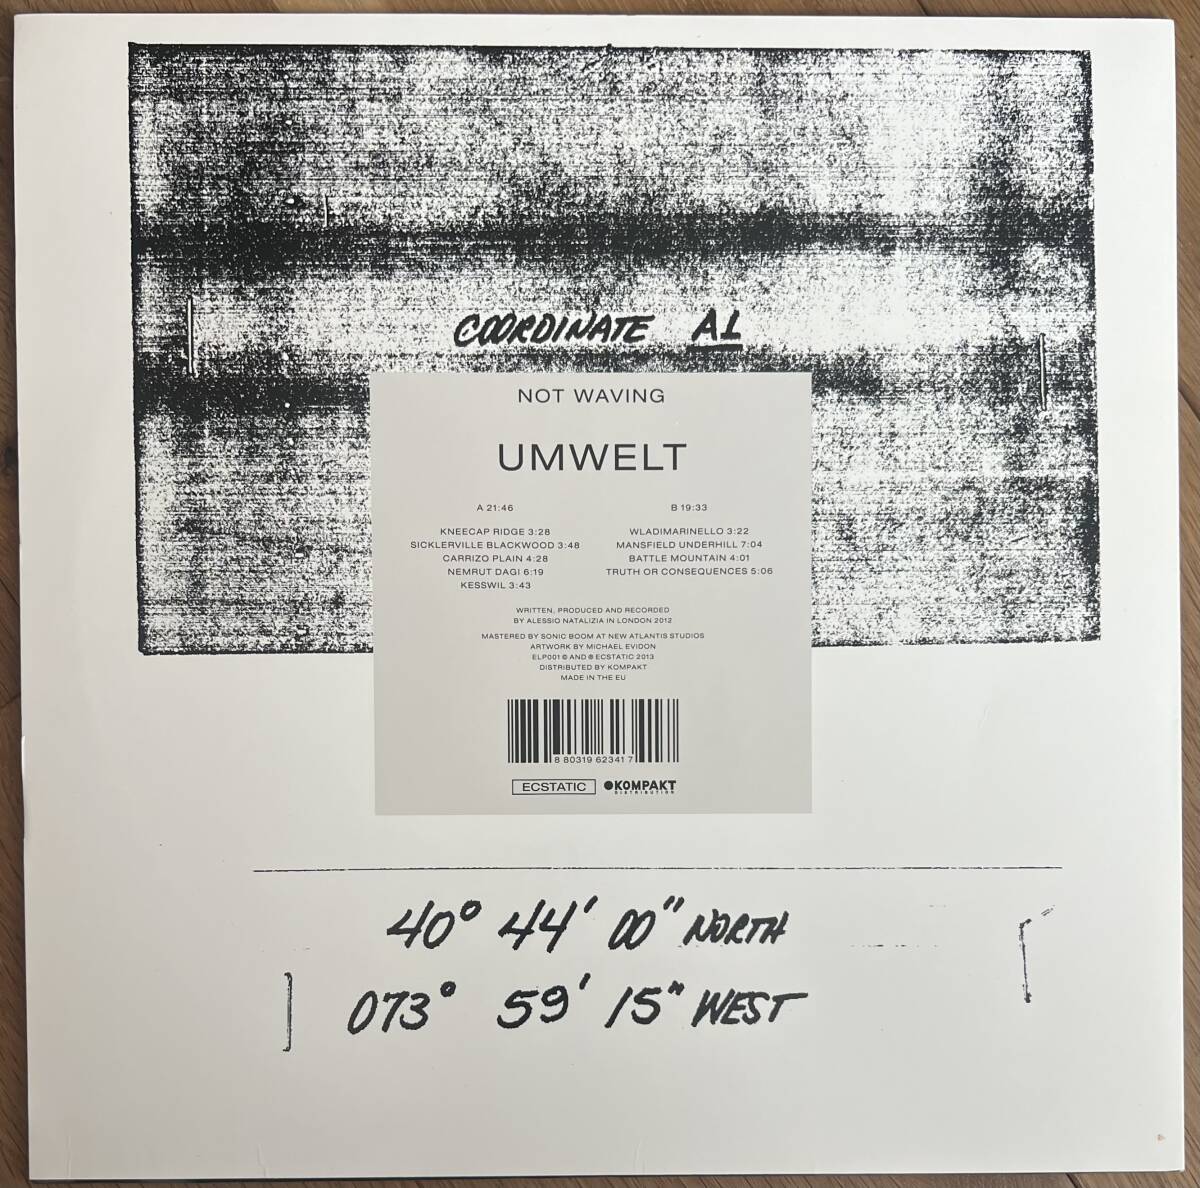 COORDINATE A1
NOT WAVING
UMWELT
A 21:46
KNEECAP RIDGE 3:28
SICKLERVILLE BLACKWOOD 3:48
CARRIZO PLAIN 4:28
NEMRUT DAGI 6:19
KESSWIL 3:43
B 19:33
WLADIMARINELLO 3:22
MANSFIELD UNDERHILL 7:04
BATTLE MOUNTAIN 4:01
TRUTH OR CONSEQUENCES 5:06
WRITTEN, PRODUCED AND RECORDED
BY ALESSIO NATALIZIA IN LONDON 2012
MASTERED BY SONIC BOOM AT NEW ATLANTIS STUDIOS
ARTWORK BY MICHAEL EVIDON
ELP001 © AND ℗ ECSTATIC 2013
DISTRIBUTED BY KOMPAKT
MADE IN THE EU
8 80319 62341 7
ECSTATIC
KOMPAKT
DISTRIBUTION
40° 44' 00" NORTH
073° 59' 15" WEST